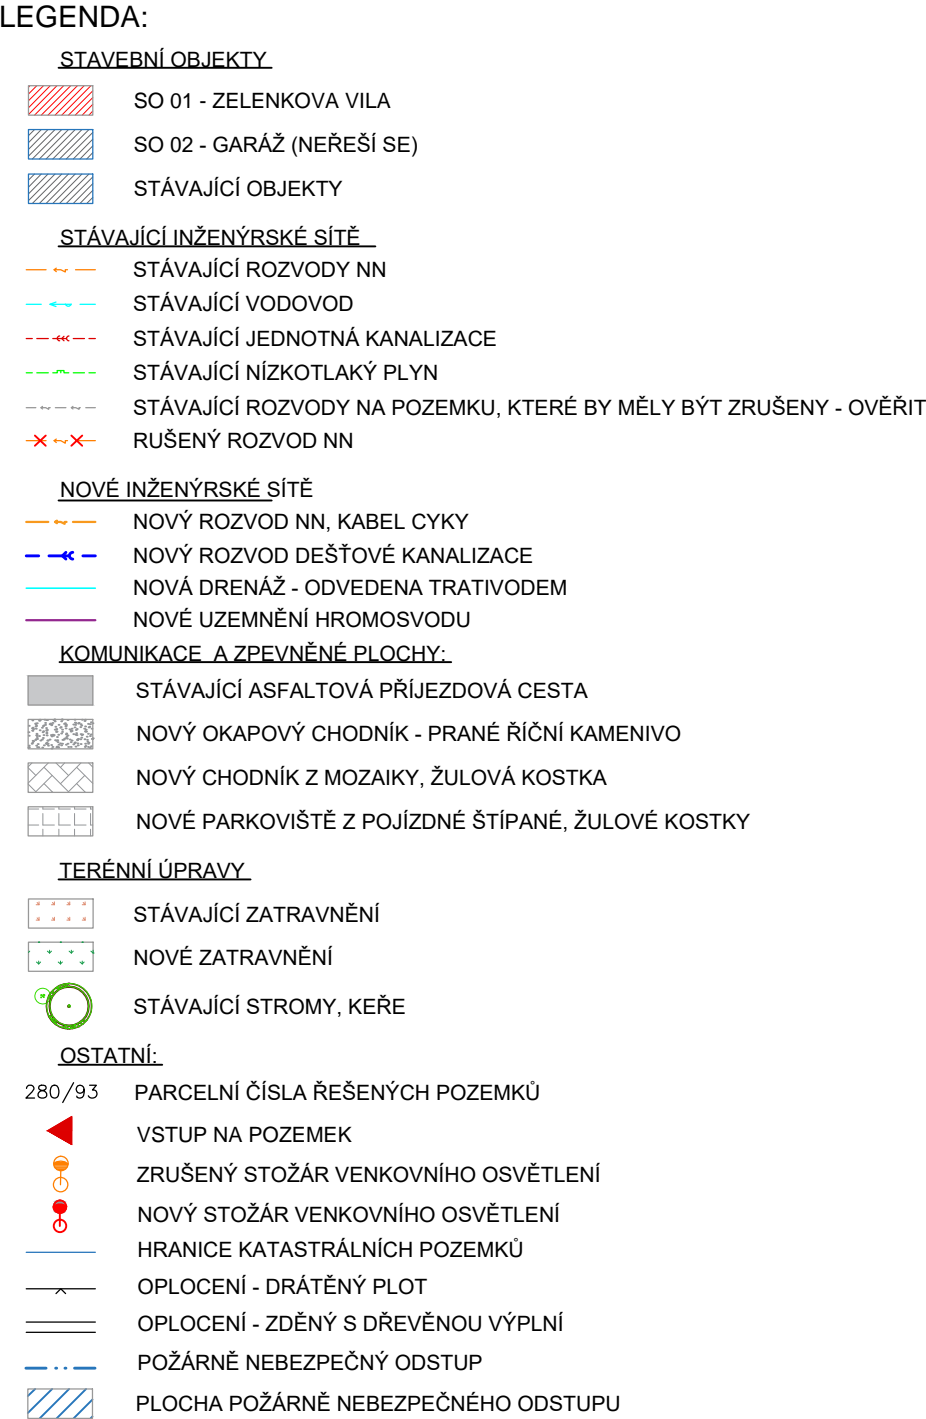 LEGENDA:
STAVEBNÍ OBJEKTY
SO 01 - ZELENKOVA VILA
SO 02 - GARÁŽ (NEŘEŠÍ SE)
STÁVAJÍCÍ OBJEKTY
STÁVAJÍCÍ INŽENÝRSKÉ SÍTĚ
STÁVAJÍCÍ ROZVODY NN
STÁVAJÍCÍ VODOVOD
STÁVAJÍCÍ JEDNOTNÁ KANALIZACE
STÁVAJÍCÍ NÍZKOTLAKÝ PLYN
STÁVAJÍCÍ ROZVODY NA POZEMKU, KTERÉ BY MĚLY BÝT ZRUŠENY - OVĚŘIT
RUŠENÝ ROZVOD NN
NOVÉ INŽENÝRSKÉ SÍTĚ
NOVÝ ROZVOD NN, KABEL CYKY
NOVÝ ROZVOD DEŠŤOVÉ KANALIZACE
NOVÁ DRENÁŽ - ODVEDENA TRATIVODEM
NOVÉ UZEMNĚNÍ HROMOSVODU
KOMUNIKACE A ZPEVNĚNÉ PLOCHY:
STÁVAJÍCÍ ASFALTOVÁ PŘÍJEZDOVÁ CESTA
NOVÝ OKAPOVÝ CHODNÍK - PRANÉ ŘÍČNÍ KAMENIVO
NOVÝ CHODNÍK Z MOZAIKY, ŽULOVÁ KOSTKA
NOVÉ PARKOVIŠTĚ Z POJÍZDNÉ ŠTÍPANÉ, ŽULOVÉ KOSTKY
TERÉNNÍ ÚPRAVY
STÁVAJÍCÍ ZATRAVNĚNÍ
NOVÉ ZATRAVNĚNÍ
STÁVAJÍCÍ STROMY, KEŘE
OSTATNÍ:
280/93 PARCELNÍ ČÍSLA ŘEŠENÝCH POZEMKŮ
VSTUP NA POZEMEK
ZRUŠENÝ STOŽÁR VENKOVNÍHO OSVĚTLENÍ
NOVÝ STOŽÁR VENKOVNÍHO OSVĚTLENÍ
HRANICE KATASTRÁLNÍCH POZEMKŮ
OPLOCENÍ - DRÁTĚNÝ PLOT
OPLOCENÍ - ZDĚNÝ S DŘEVĚNOU VÝPLNÍ
POŽÁRNĚ NEBEZPEČNÝ ODSTUP
PLOCHA POŽÁRNĚ NEBEZPEČNÉHO ODSTUPU